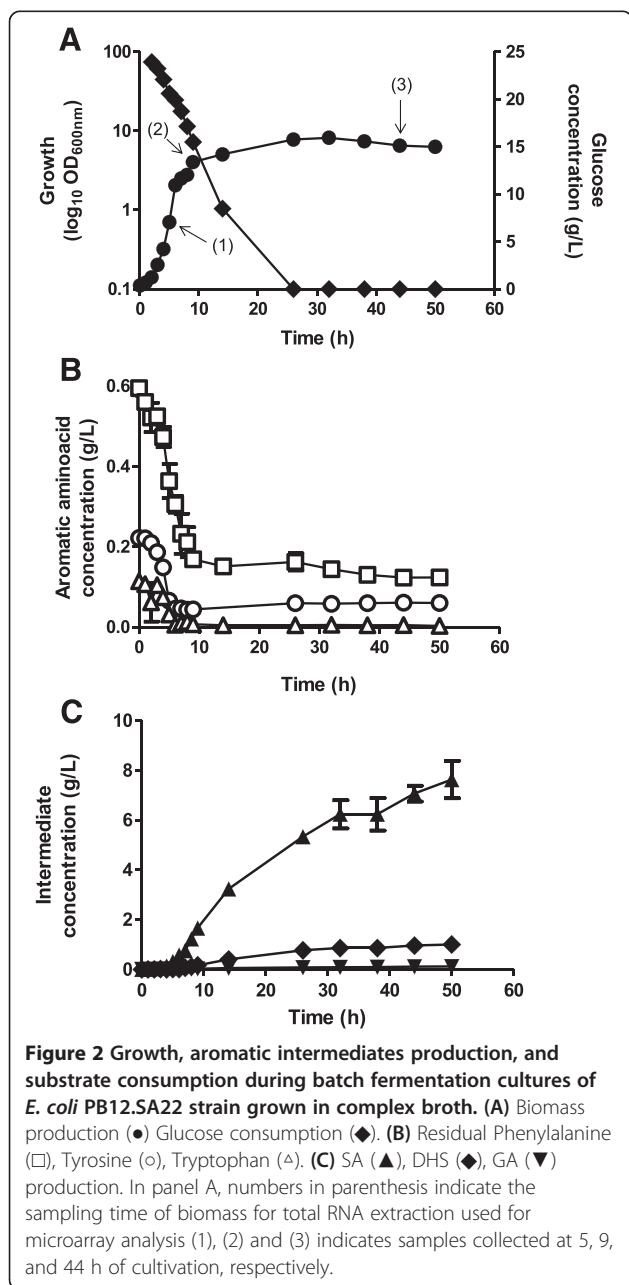 A
Growth
(log10 OD600nm)
100
10
1
0.1
(1)
(2)
(3)
25
20
15
10
5
0
Glucose
concentration (g/L)
0 10 20 30 40 50 60
Time (h)
B
Aromatic aminoacid
concentration (g/L)
0.6
0.4
0.2
0.0
0 10 20 30 40 50 60
Time (h)
C
Intermediate
concentration (g/L)
10
8
6
4
2
0
0 10 20 30 40 50 60
Time (h)
Figure 2 Growth, aromatic intermediates production, and
substrate consumption during batch fermentation cultures of
E. coli PB12.SA22 strain grown in complex broth. (A) Biomass
production (●) Glucose consumption (◆). (B) Residual Phenylalanine
(□), Tyrosine (○), Tryptophan (△). (C) SA (▲), DHS (◆), GA (▼)
production. In panel A, numbers in parenthesis indicate the
sampling time of biomass for total RNA extraction used for
microarray analysis (1), (2) and (3) indicates samples collected at 5, 9,
and 44 h of cultivation, respectively.